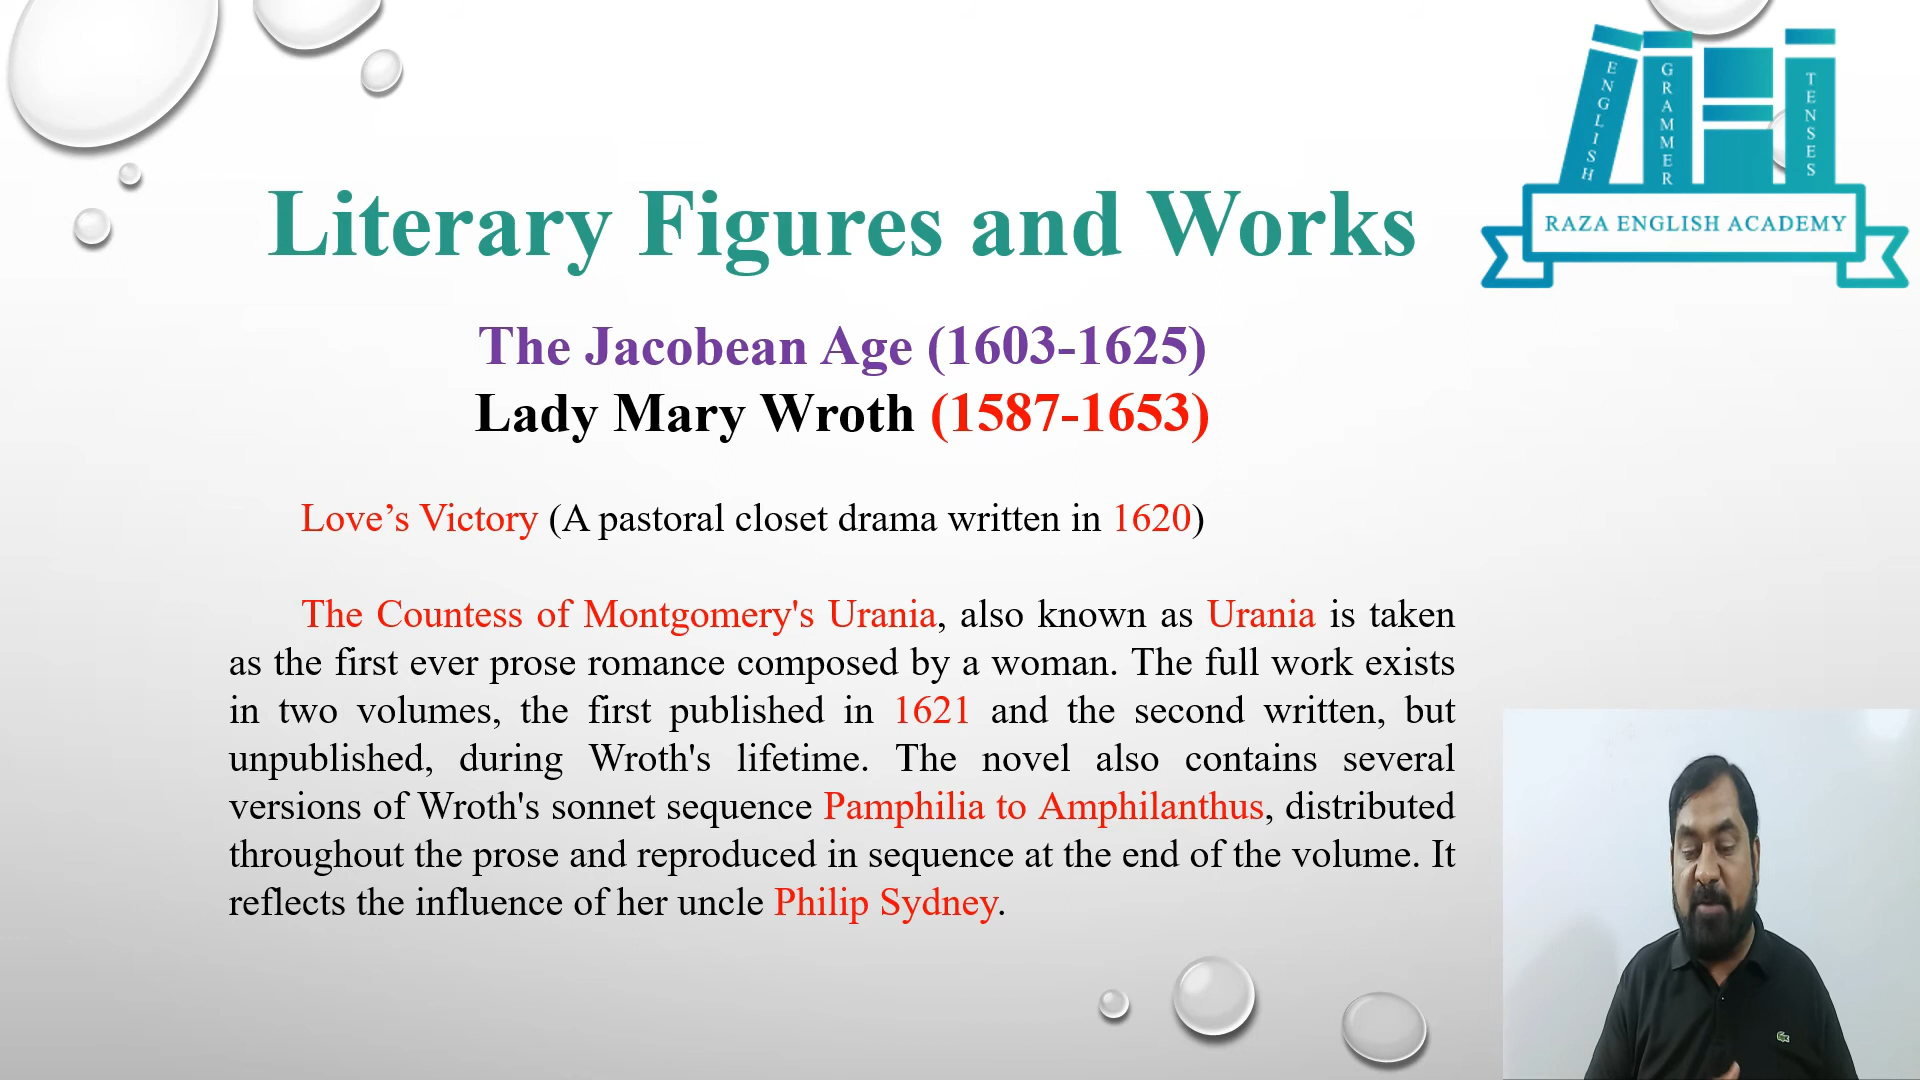 ENGLISH
GRAMMER
TENSES
RAZA ENGLISH ACADEMY
Literary Figures and Works
The Jacobean Age (1603-1625)
Lady Mary Wroth (1587-1653)
Love’s Victory (A pastoral closet drama written in 1620)
The Countess of Montgomery's Urania, also known as Urania is taken
as the first ever prose romance composed by a woman. The full work exists
in two volumes, the first published in 1621 and the second written, but
unpublished, during Wroth's lifetime. The novel also contains several
versions of Wroth's sonnet sequence Pamphilia to Amphilanthus, distributed
throughout the prose and reproduced in sequence at the end of the volume. It
reflects the influence of her uncle Philip Sydney.